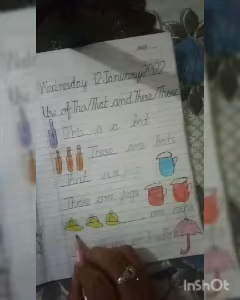 Wednesday 12 January 2022
Use of This/That and These/Those
This is a bat
These are bats
That is a
Those are jugs
are caps
InShOt